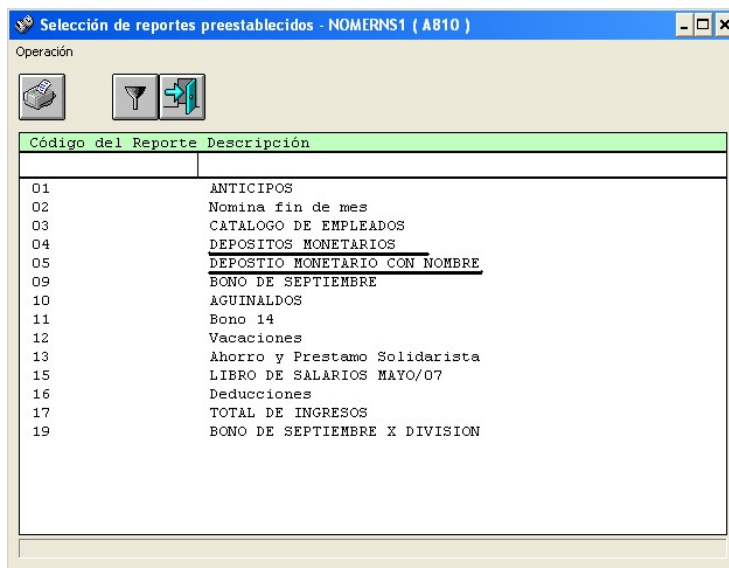 Selección de reportes preestablecidos - NOMERNS1 ( A810 )
Operación
Código del Reporte Descripción
01 ANTICIPOS
02 Nomina fin de mes
03 CATALOGO DE EMPLEADOS
04 DEPOSITOS MONETARIOS
05 DEPOSTIO MONETARIO CON NOMBRE
09 BONO DE SEPTIEMBRE
10 AGUINALDOS
11 Bono 14
12 Vacaciones
13 Ahorro y Prestamo Solidarista
15 LIBRO DE SALARIOS MAYO/07
16 Deducciones
17 TOTAL DE INGRESOS
19 BONO DE SEPTIEMBRE X DIVISION